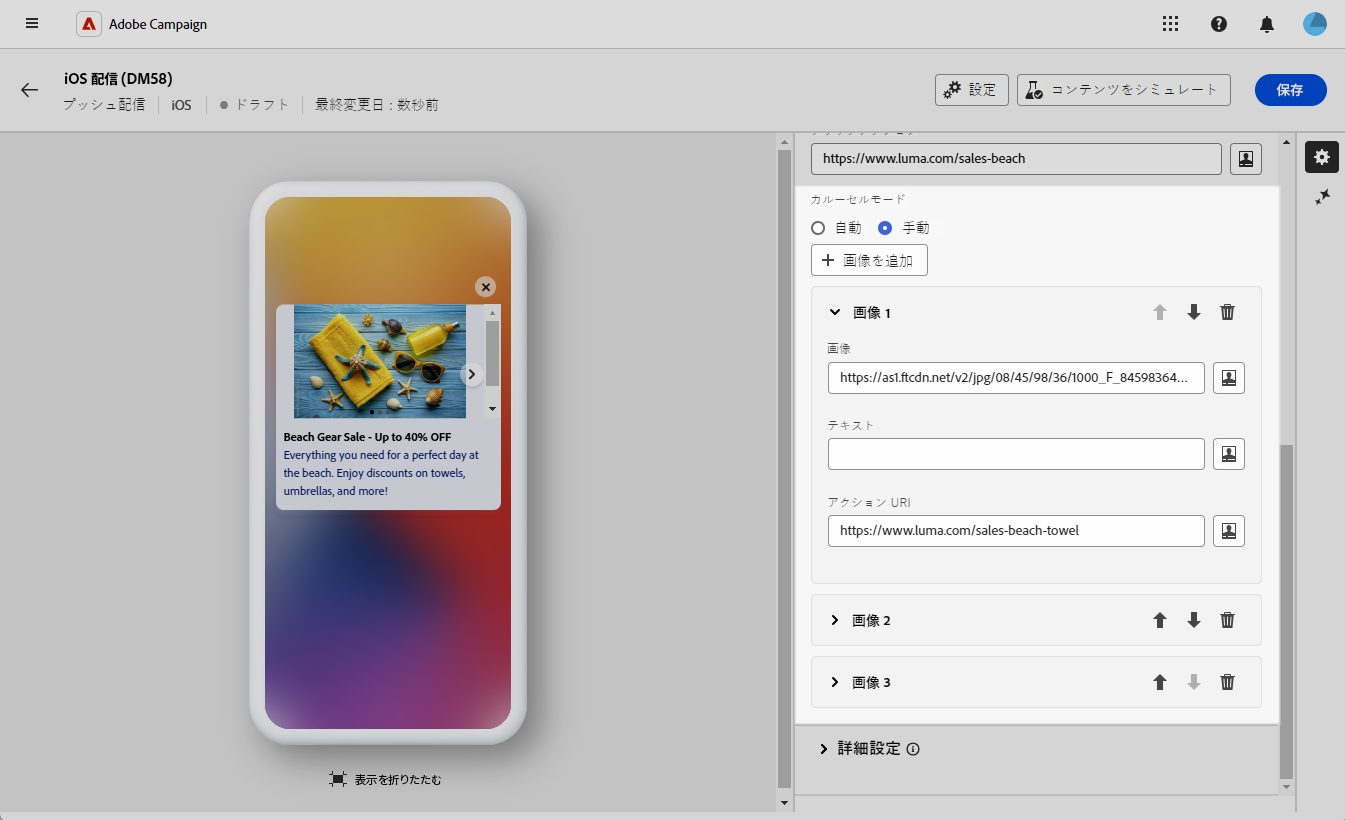 Adobe Campaign
iOS 配信 (DM58)
プッシュ配信 iOS ドラフト 最終変更日 : 数秒前
設定
コンテンツをシミュレート
保存
https://www.luma.com/sales-beach
カルーセルモード
自動 手動
画像を追加
画像 1
画像
https://as1.ftcdn.net/v2/jpg/08/45/98/36/1000_F_84598364...
テキスト
アクション URI
https://www.luma.com/sales-beach-towel
画像 2
画像 3
詳細設定
Beach Gear Sale - Up to 40% OFF
Everything you need for a perfect day at
the beach. Enjoy discounts on towels,
umbrellas, and more!
表示を折りたたむ